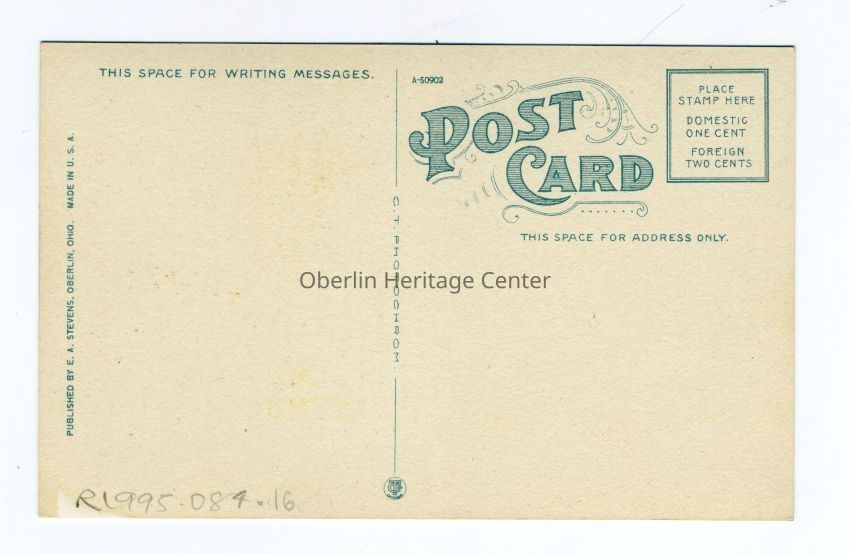 THIS SPACE FOR WRITING MESSAGES.
A-50902
POST
CARD
PLACE
STAMP HERE
DOMESTIC
ONE CENT
FOREIGN
TWO CENTS
THIS SPACE FOR ADDRESS ONLY.
PUBLISHED BY E. A. STEVENS, OBERLIN, OHIO. MADE IN U. S. A.
C. T. PHOTOCHROM
Oberlin Heritage Center
R1995.084.16